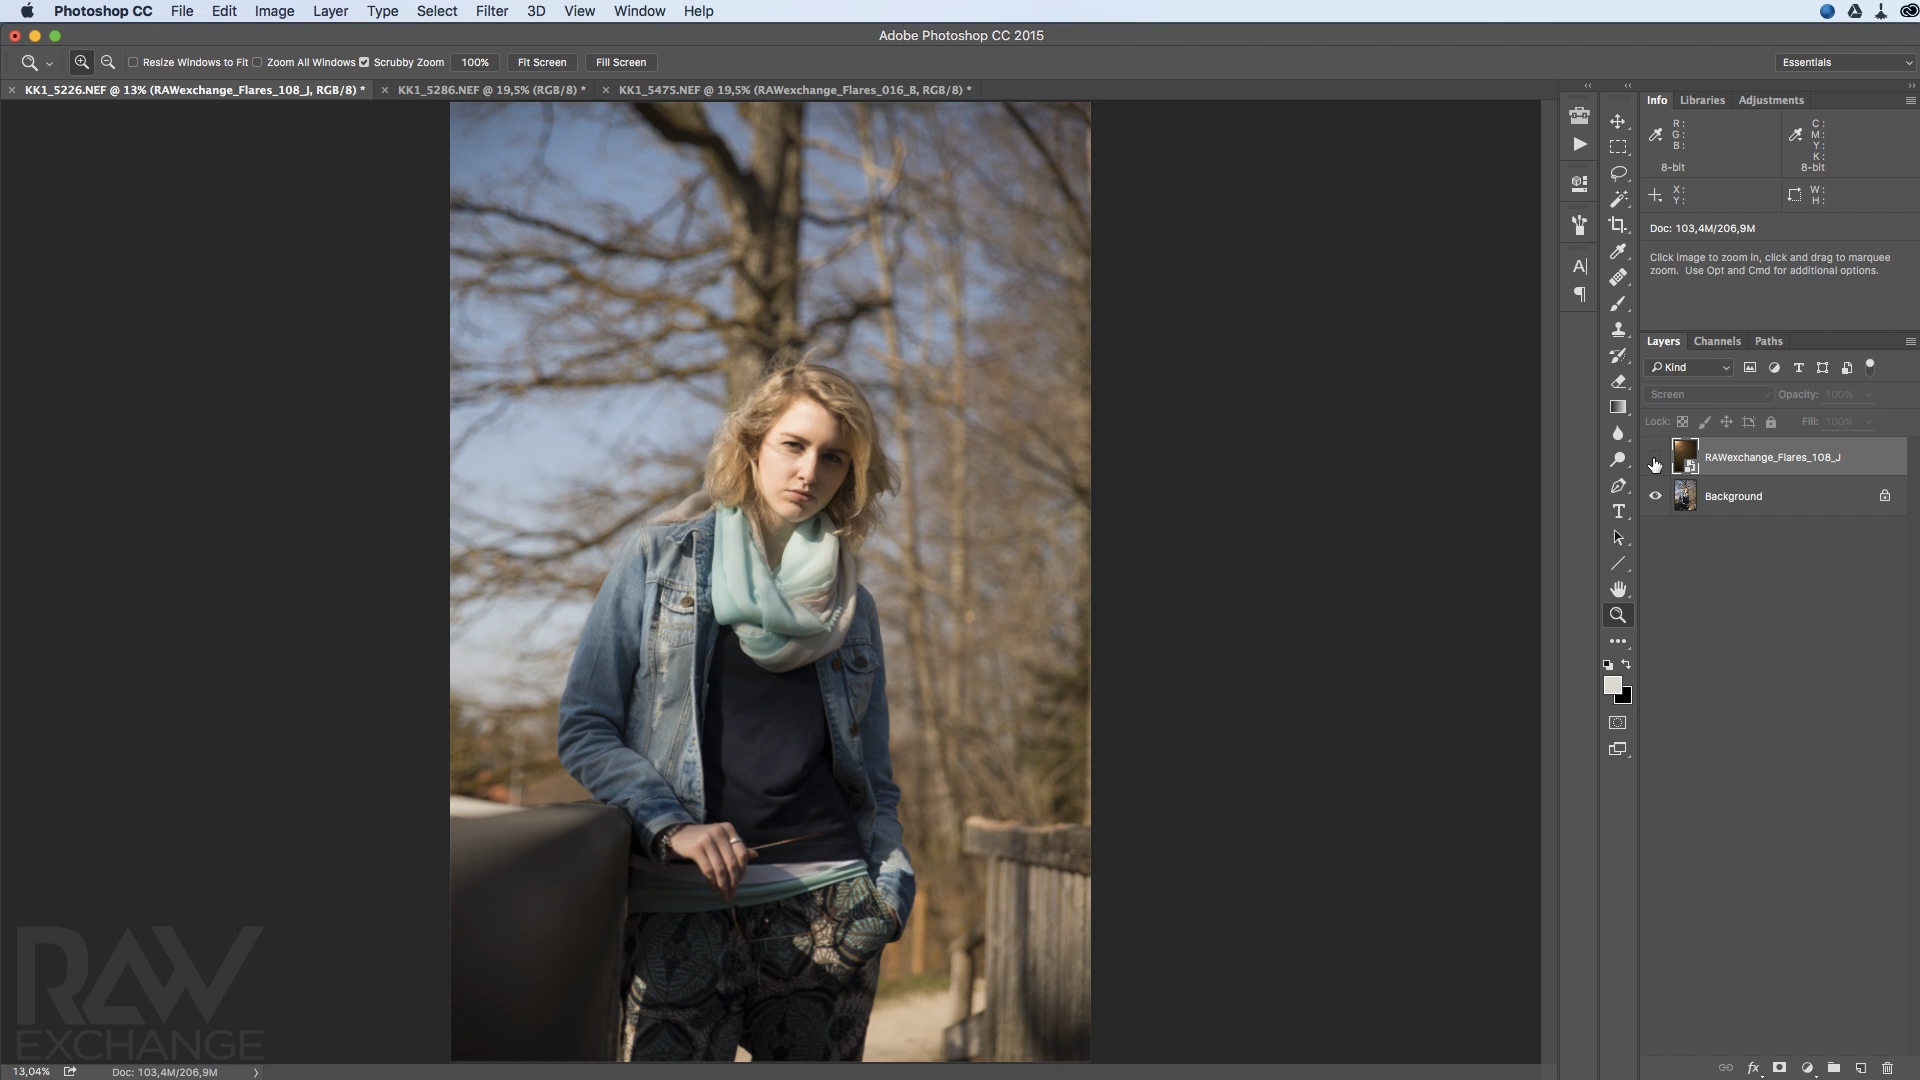 Photoshop CC File Edit Image Layer Type Select Filter 3D View Window Help
Adobe Photoshop CC 2015
Resize Windows to Fit Zoom All Windows Scrubby Zoom 100% Fit Screen Fill Screen Essentials
KK1_5226.NEF @ 13% (RAWexchange_Flares_108_J, RGB/8) * KK1_5286.NEF @ 19,5% (RGB/8) * KK1_5475.NEF @ 19,5% (RAWexchange_Flares_016_B, RGB/8) *
Info Libraries Adjustments
R: C:
G: M:
B: Y:
K:
8-bit 8-bit
X: W:
Y: H:
Doc: 103,4M/206,9M
Click image to zoom in, click and drag to marquee
zoom. Use Opt and Cmd for additional options.
Layers Channels Paths
Kind
Screen Opacity: 100%
Lock: Fill: 100%
RAWexchange_Flares_108_J
Background
RAW
EXCHANGE
13,04% Doc: 103,4M/206,9M